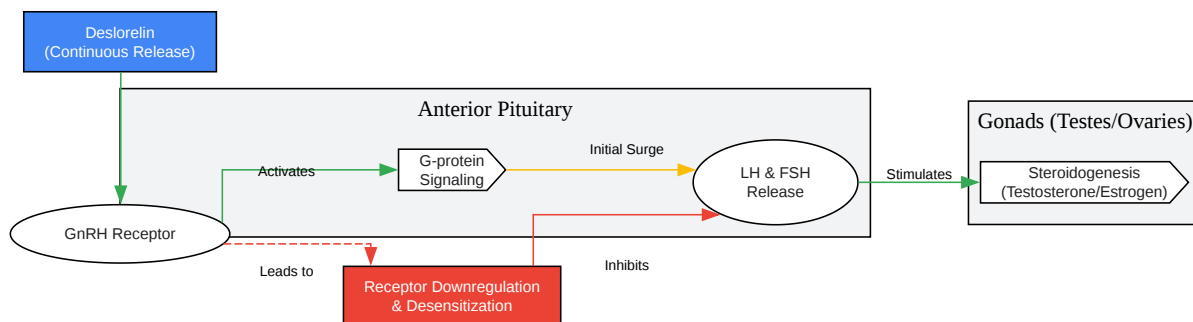 Deslorelin
(Continuous Release)
Anterior Pituitary
Gonads (Testes/Ovaries)
Activates
G-protein
Signaling
Initial Surge
LH & FSH
Release
Stimulates
Steroidogenesis
(Testosterone/Estrogen)
GnRH Receptor
Leads to
Inhibits
Receptor Downregulation
& Desensitization